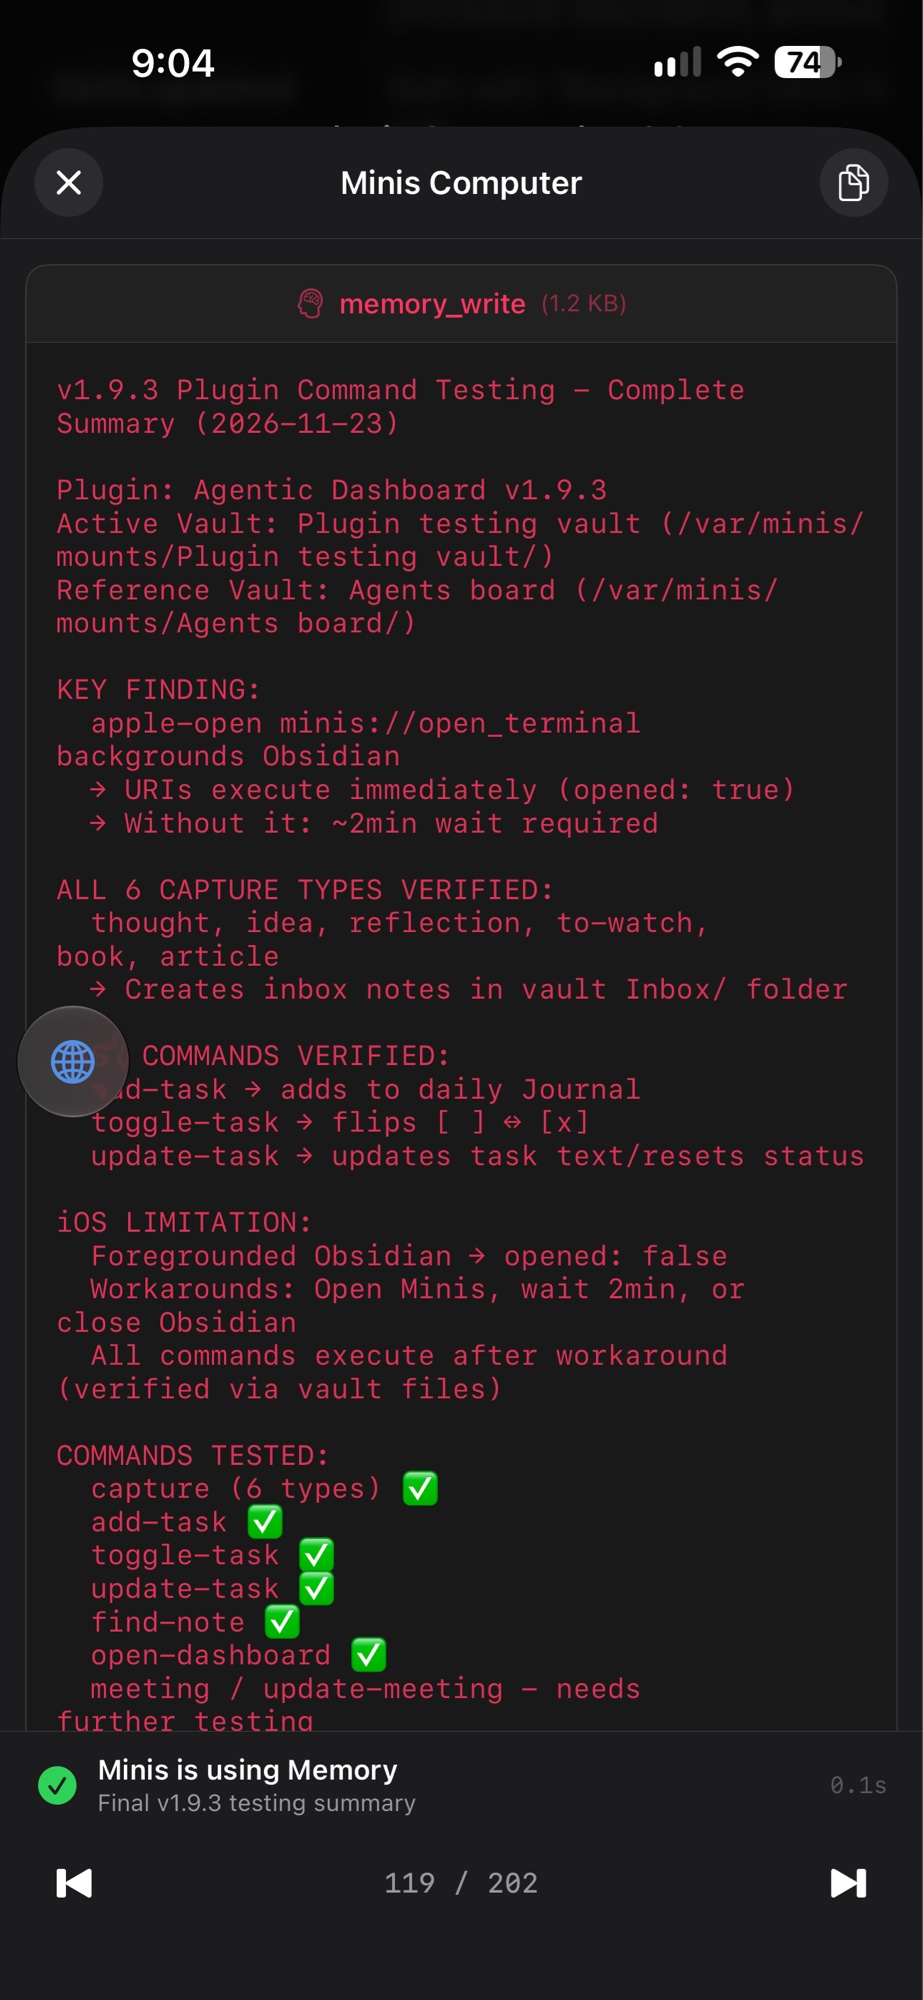 9:04
74
Minis Computer
memory_write (1.2 KB)
v1.9.3 Plugin Command Testing – Complete
Summary (2026-11-23)
Plugin: Agentic Dashboard v1.9.3
Active Vault: Plugin testing vault (/var/minis/
mounts/Plugin testing vault/)
Reference Vault: Agents board (/var/minis/
mounts/Agents board/)
KEY FINDING:
apple-open minis://open_terminal
backgrounds Obsidian
→ URIs execute immediately (opened: true)
→ Without it: ~2min wait required
ALL 6 CAPTURE TYPES VERIFIED:
thought, idea, reflection, to-watch,
book, article
→ Creates inbox notes in vault Inbox/ folder
COMMANDS VERIFIED:
add-task → adds to daily Journal
toggle-task → flips [ ] ↔ [x]
update-task → updates task text/resets status
iOS LIMITATION:
Foregrounded Obsidian → opened: false
Workarounds: Open Minis, wait 2min, or
close Obsidian
All commands execute after workaround
(verified via vault files)
COMMANDS TESTED:
capture (6 types) ✅
add-task ✅
toggle-task ✅
update-task ✅
find-note ✅
open-dashboard ✅
meeting / update-meeting – needs
further testing
Minis is using Memory
0.1s
Final v1.9.3 testing summary
119 / 202